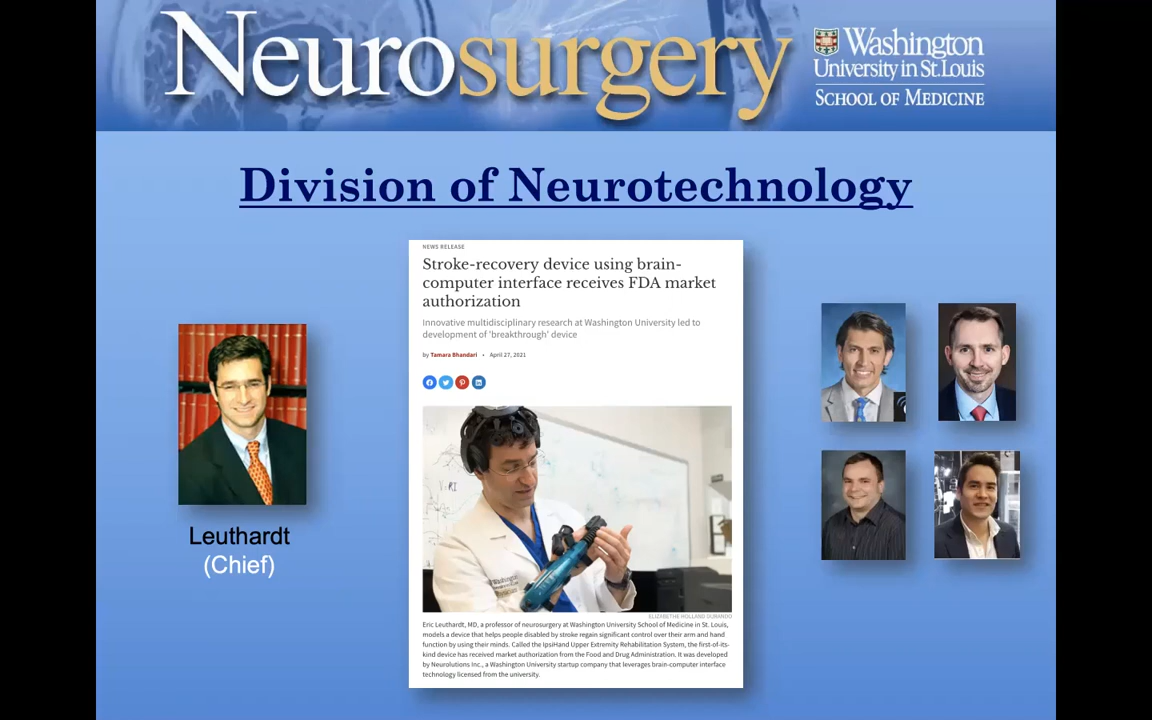 Neurosurgery
Washington
University in St. Louis
SCHOOL OF MEDICINE
Division of Neurotechnology
NEWS RELEASE
Stroke-recovery device using brain-
computer interface receives FDA market
authorization
Innovative multidisciplinary research at Washington University led to
development of 'breakthrough' device
by Tamara Bhandari • April 27, 2021
ELIZABETHE HOLLAND DURANDO
Eric Leuthardt, MD, a professor of neurosurgery at Washington University School of Medicine in St. Louis,
models a device that helps people disabled by stroke regain significant control over their arm and hand
function by using their minds. Called the IpsiHand Upper Extremity Rehabilitation System, the first-of-its-
kind device has received market authorization from the Food and Drug Administration. It was developed
by Neurolutions Inc., a Washington University startup company that leverages brain-computer interface
technology licensed from the university.
Leuthardt
(Chief)